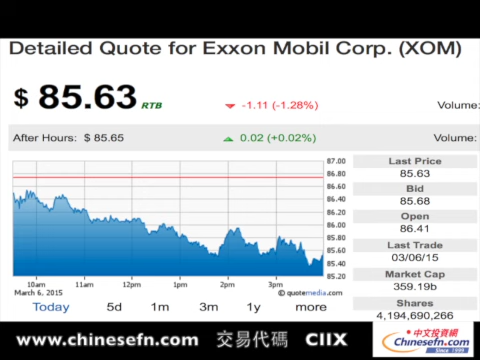 Detailed Quote for Exxon Mobil Corp. (XOM)
$ 85.63 RTB -1.11 (-1.28%) Volume:
After Hours: $ 85.65 0.02 (+0.02%) Volume:
87.00
86.80
86.60
86.40
86.20
86.00
85.80
85.60
85.40
85.20
10am 11am 12pm 1pm 2pm 3pm
March 6, 2015 © quotemedia.com
Today 5d 1m 3m 1y more
Last Price
85.63
Bid
85.68
Open
86.41
Last Trade
03/06/15
Market Cap
359.19b
Shares
4,194,690,266
www.chinesefn.com 交易代碼 CIIX
中文投資網
Chinesefn.com
Since 1999